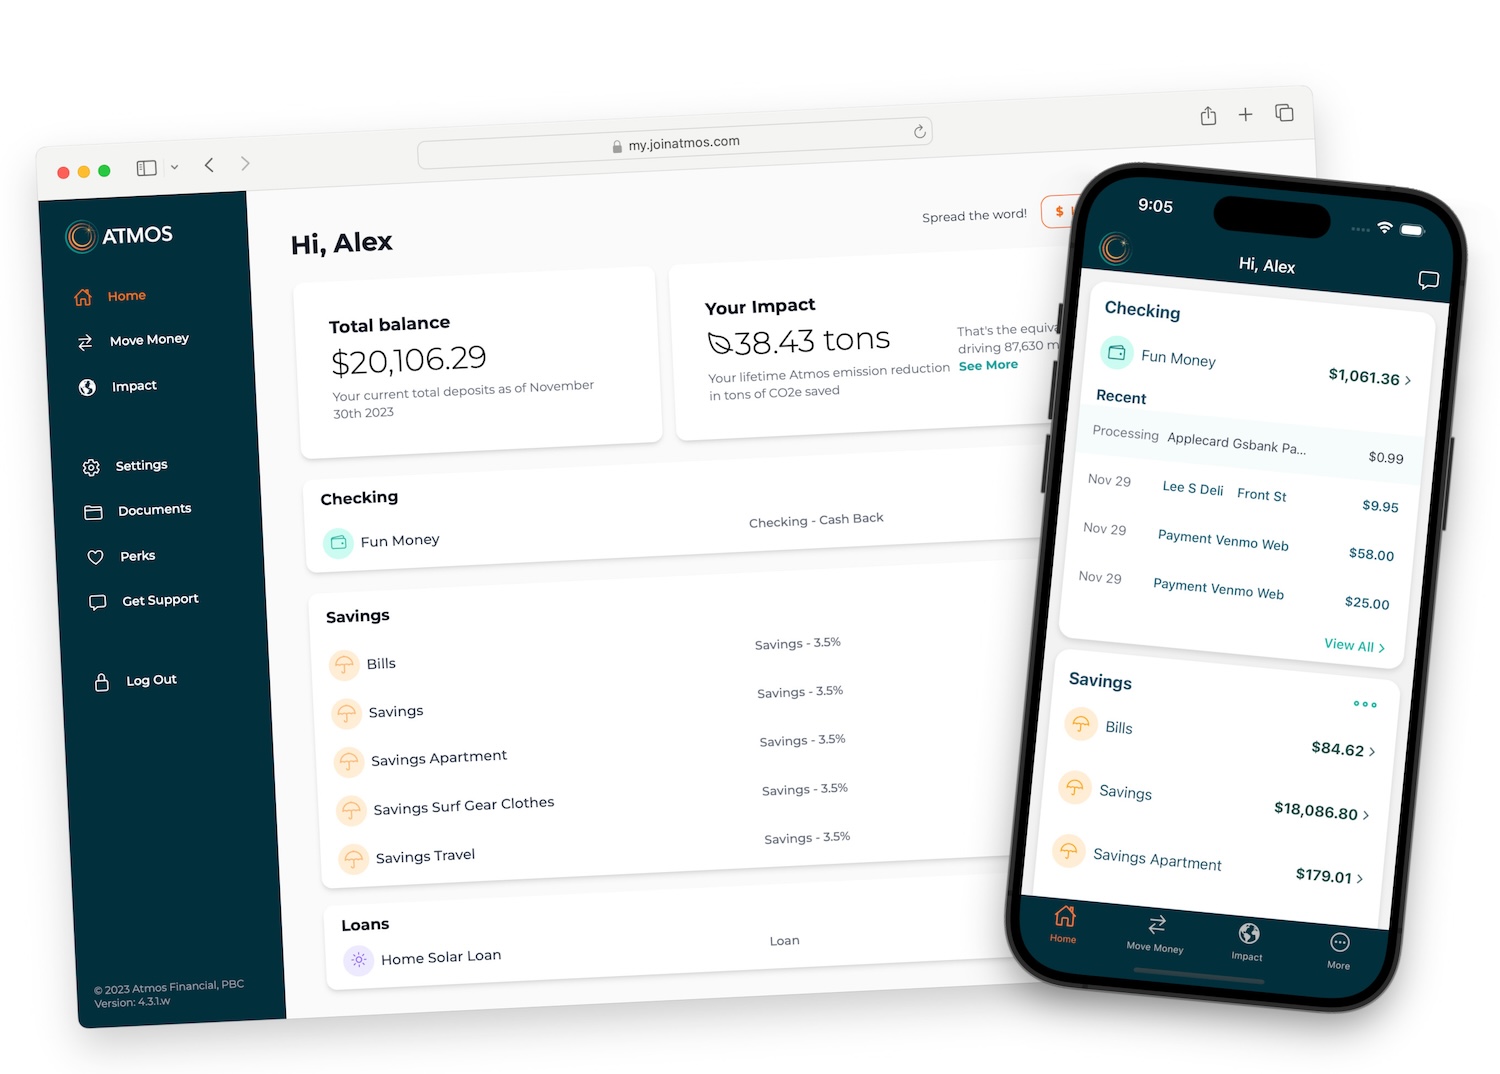 my.joinatmos.com
ATMOS
Home
Move Money
Impact
Settings
Documents
Perks
Get Support
Log Out
© 2023 Atmos Financial, PBC
Version: 4.3.1.w
Hi, Alex
Spread the word!
$
Total balance
$20,106.29
Your current total deposits as of November
30th 2023
Your Impact
38.43 tons
Your lifetime Atmos emission reduction
in tons of CO2e saved
That's the equiva
driving 87,630 m
See More
Checking
Fun Money
Checking - Cash Back
Savings
Bills
Savings - 3.5%
Savings
Savings - 3.5%
Savings Apartment
Savings - 3.5%
Savings Surf Gear Clothes
Savings - 3.5%
Savings Travel
Savings - 3.5%
Loans
Home Solar Loan
Loan
9:05
Hi, Alex
Checking
Fun Money
$1,061.36
Recent
Processing Applecard Gsbank Pa... $0.99
Nov 29 Lee S Deli Front St $9.95
Nov 29 Payment Venmo Web $58.00
Nov 29 Payment Venmo Web $25.00
View All
Savings
Bills $84.62
Savings $18,086.80
Savings Apartment $179.01
Home
Move Money
Impact
More